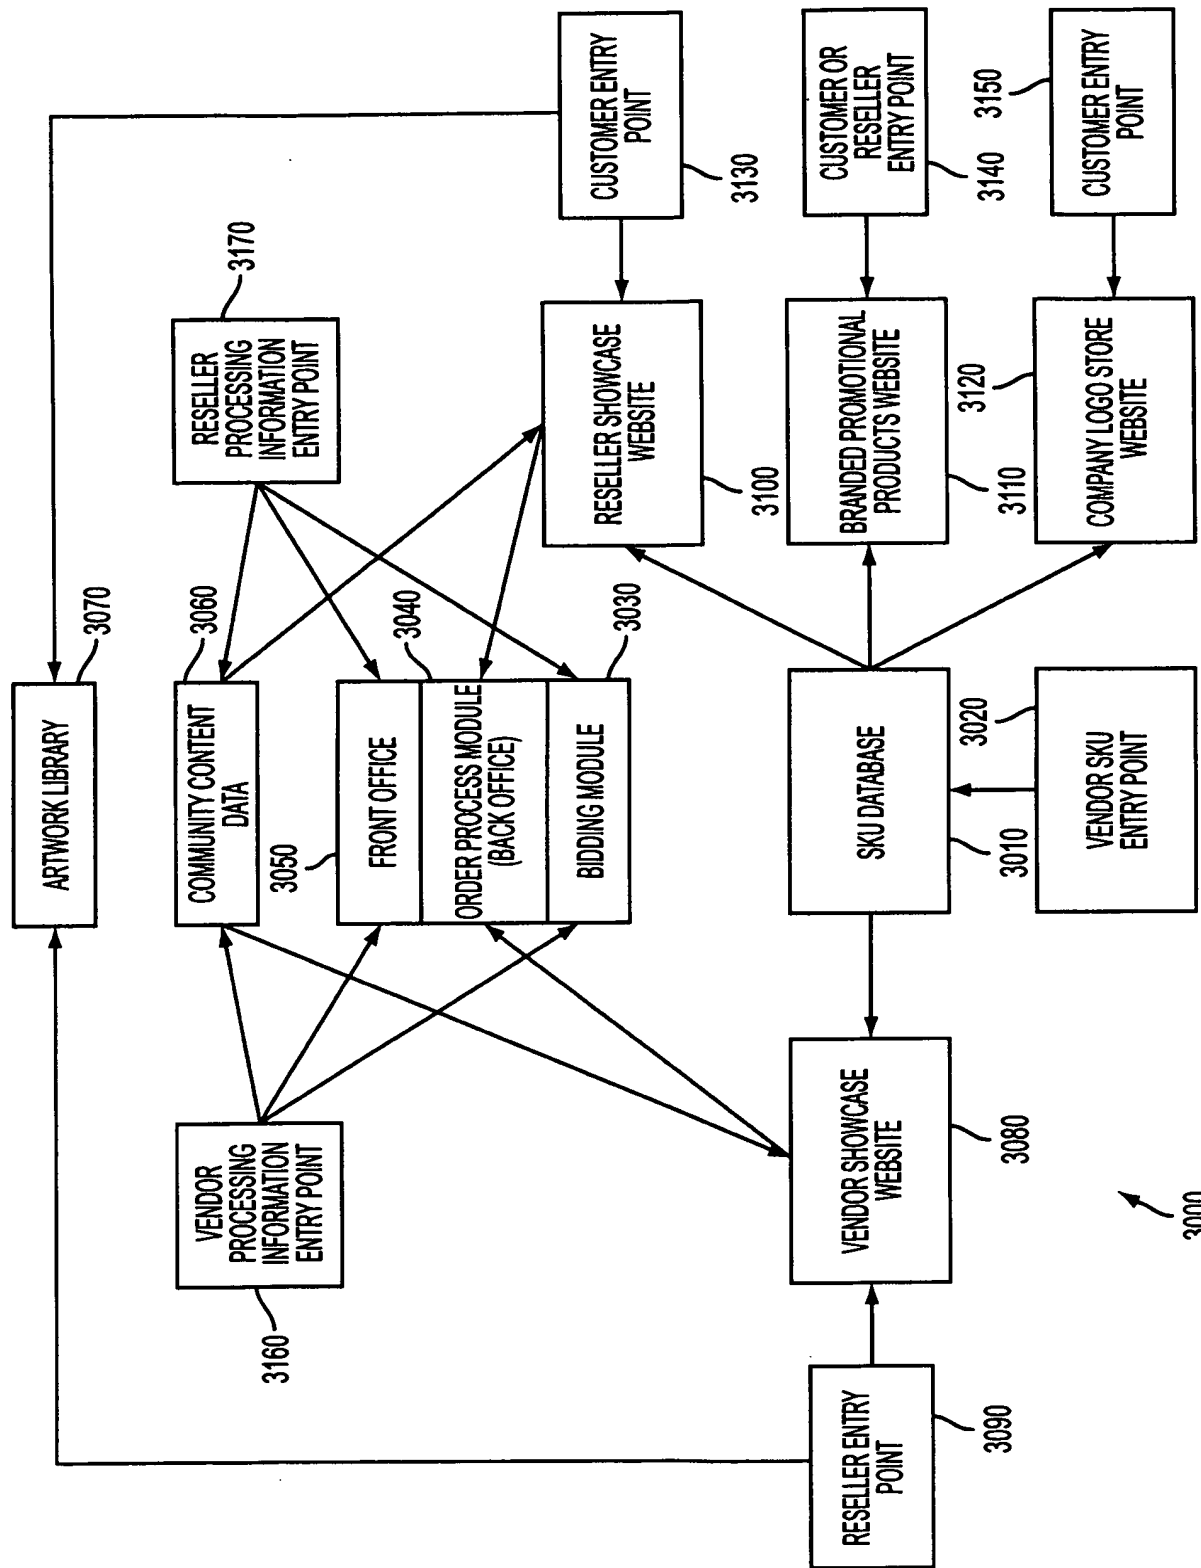 ARTWORK LIBRARY
3070
COMMUNITY CONTENT
DATA
3060
VENDOR
PROCESSING
INFORMATION
ENTRY POINT
3160
RESELLER
PROCESSING
INFORMATION
ENTRY POINT
3170
FRONT OFFICE
3050
ORDER PROCESS MODULE
(BACK OFFICE)
3040
BIDDING MODULE
3030
CUSTOMER ENTRY
POINT
3130
RESELLER SHOWCASE
WEBSITE
3100
RESELLER ENTRY
POINT
3090
VENDOR SHOWCASE
WEBSITE
3080
SKU DATABASE
3010
BRANDED PROMOTIONAL
PRODUCTS WEBSITE
3110
CUSTOMER OR
RESELLER
ENTRY POINT
3140
VENDOR SKU
ENTRY POINT
3020
COMPANY LOGO STORE
WEBSITE
3120
CUSTOMER ENTRY
POINT
3150
3000